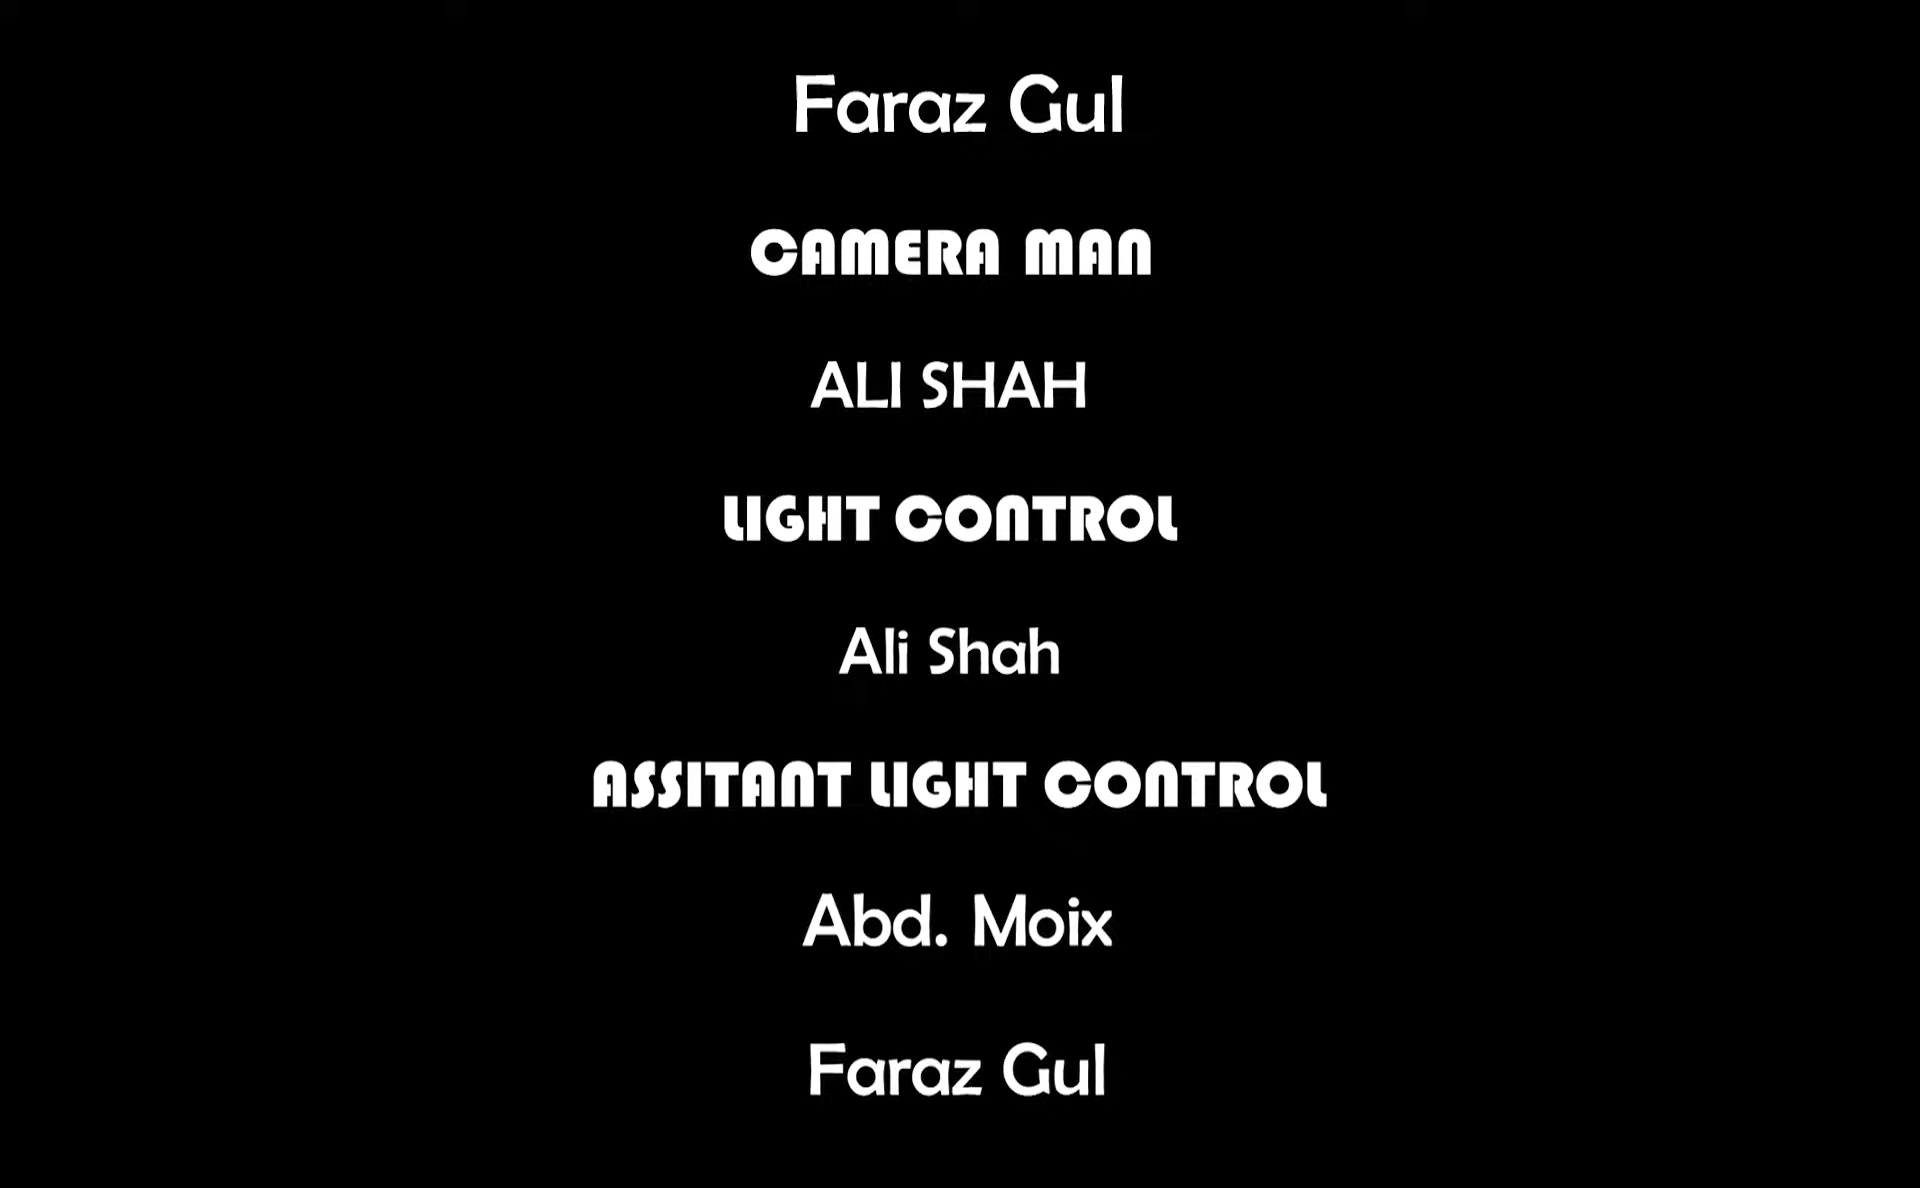 Faraz Gul
CAMERA MAN
ALI SHAH
LIGHT CONTROL
Ali Shah
ASSITANT LIGHT CONTROL
Abd. Moix
Faraz Gul